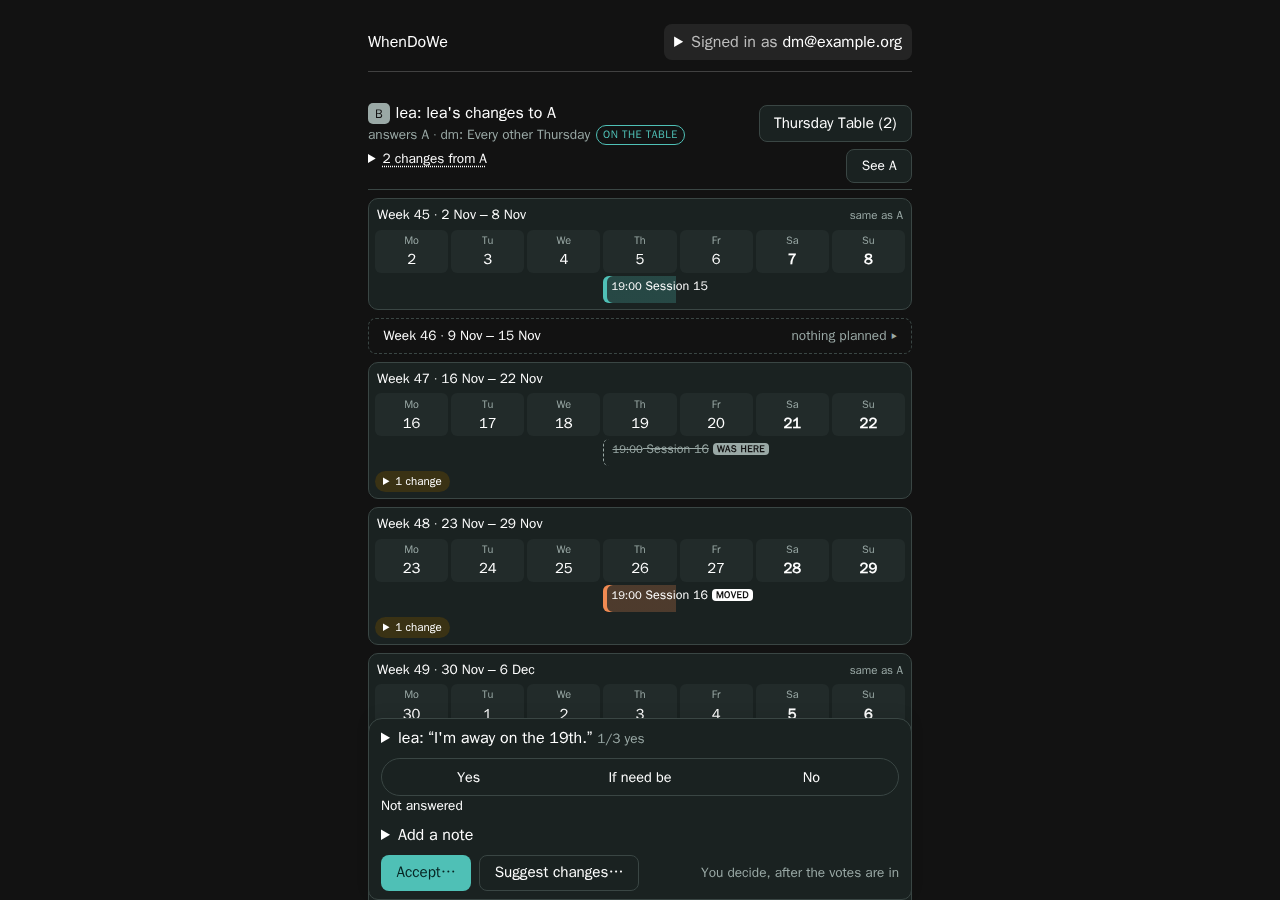 WhenDoWe
▶ Signed in as dm@example.org
B lea: lea's changes to A
answers A · dm: Every other Thursday ON THE TABLE
▶ 2 changes from A
Thursday Table (2)
See A
Week 45 · 2 Nov – 8 Nov same as A
Mo Tu We Th Fr Sa Su
2 3 4 5 6 7 8
19:00 Session 15
Week 46 · 9 Nov – 15 Nov nothing planned ▸
Week 47 · 16 Nov – 22 Nov
Mo Tu We Th Fr Sa Su
16 17 18 19 20 21 22
19:00 Session 16 WAS HERE
▶ 1 change
Week 48 · 23 Nov – 29 Nov
Mo Tu We Th Fr Sa Su
23 24 25 26 27 28 29
19:00 Session 16 MOVED
▶ 1 change
Week 49 · 30 Nov – 6 Dec same as A
Mo Tu We Th Fr Sa Su
30 1 2 3 4 5 6
▶ lea: “I'm away on the 19th.” 1/3 yes
Yes If need be No
Not answered
▶ Add a note
Accept… Suggest changes… You decide, after the votes are in